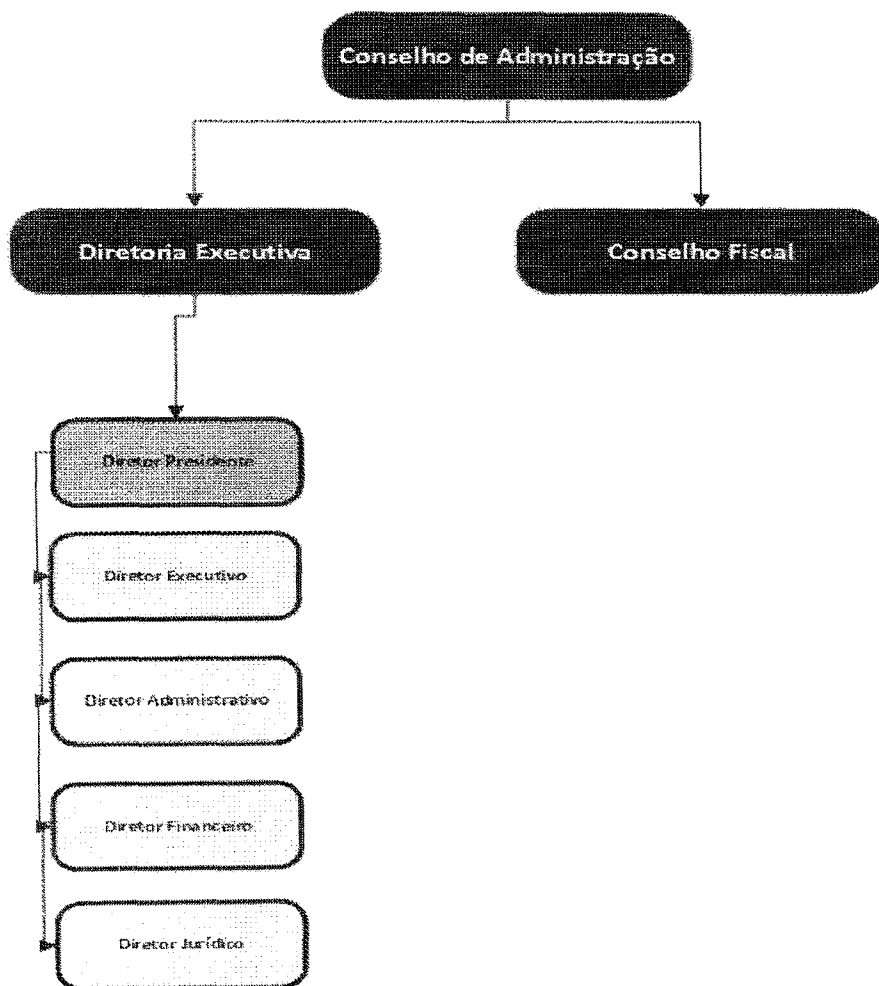 Conselho de Administração
Diretoria Executiva
Conselho Fiscal
Diretor Presidente
Diretor Executivo
Diretor Administrativo
Diretor Financeiro
Diretor Jurídico